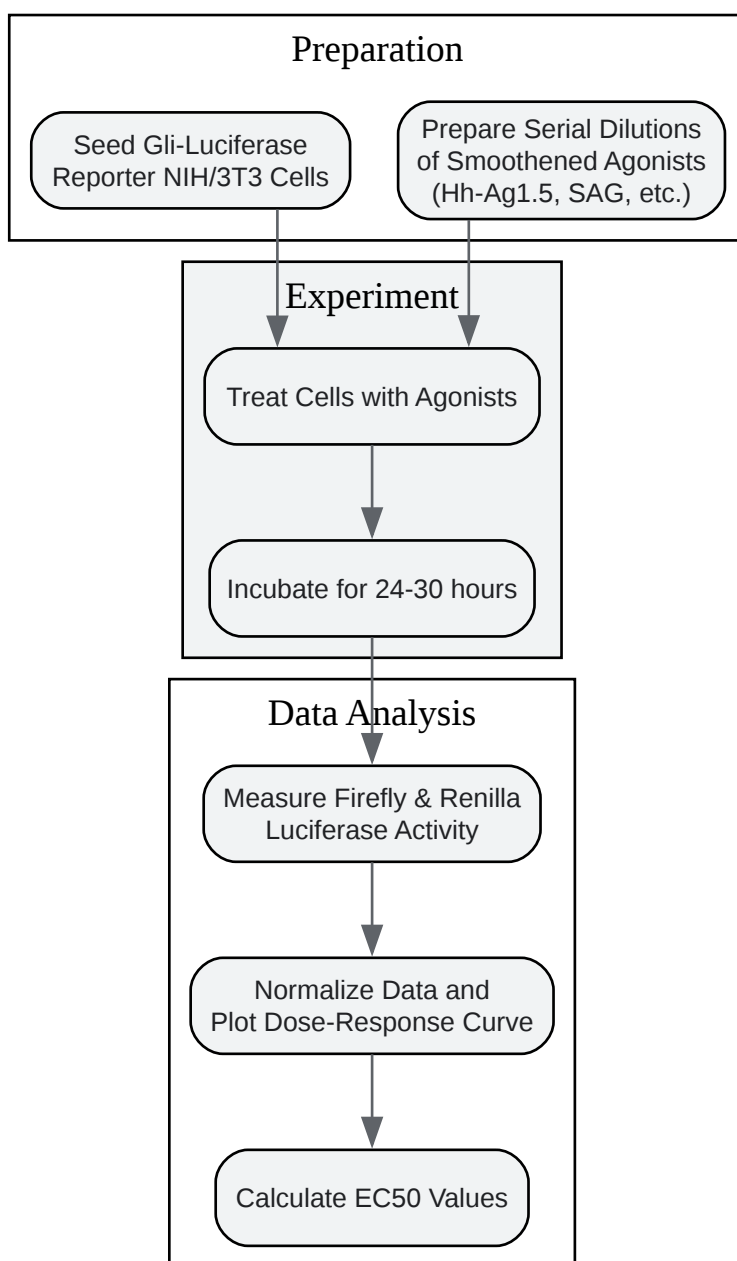 Preparation
Seed Gli-Luciferase
Reporter NIH/3T3 Cells
Prepare Serial Dilutions
of Smoothened Agonists
(Hh-Ag1.5, SAG, etc.)
Experiment
Treat Cells with Agonists
Incubate for 24-30 hours
Data Analysis
Measure Firefly & Renilla
Luciferase Activity
Normalize Data and
Plot Dose-Response Curve
Calculate EC50 Values